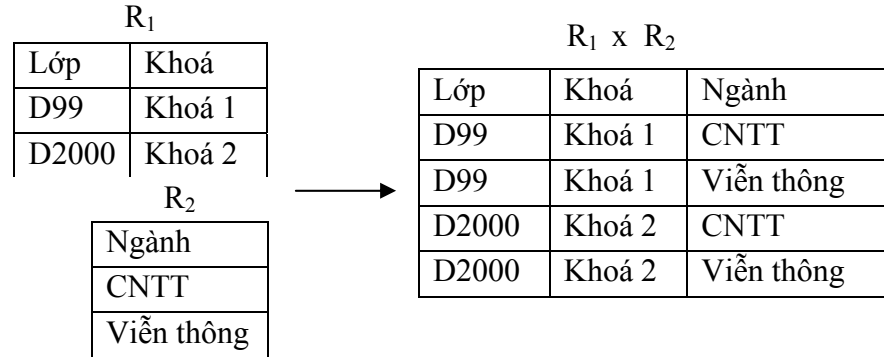 R₁
Lớp Khoá
D99 Khoá 1
D2000 Khoá 2
R₂
Ngành
CNTT
Viễn thông
R₁ x R₂
Lớp Khoá Ngành
D99 Khoá 1 CNTT
D99 Khoá 1 Viễn thông
D2000 Khoá 2 CNTT
D2000 Khoá 2 Viễn thông